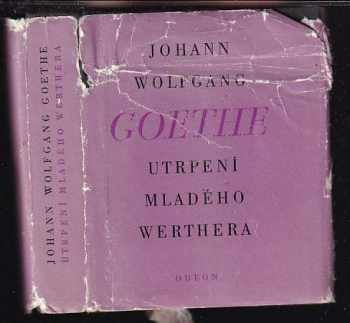 JOHANN WOLFGANG GOETHE
UTRPENÍ MLADÉHO WERTHERA
JOHANN
WOLFGANG
GOETHE
UTRPENÍ
MLADÉHO
WERTHERA
ODEON